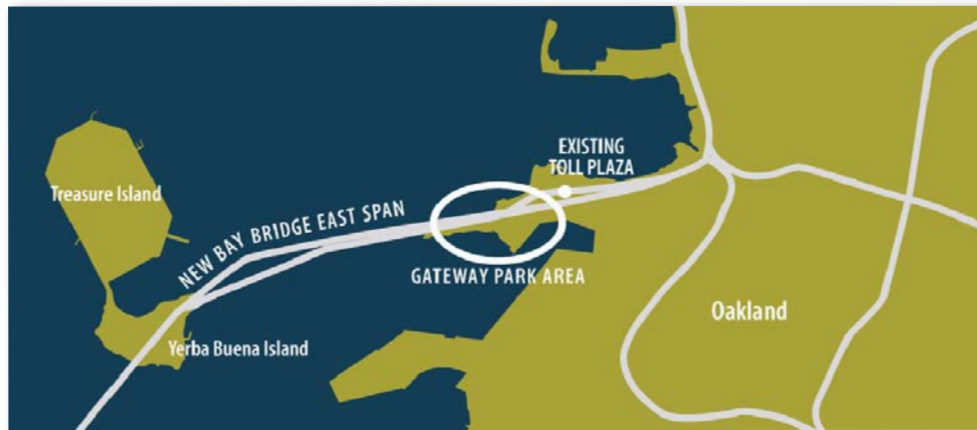 EXISTING
TOLL PLAZA
Treasure Island
NEW BAY BRIDGE EAST SPAN
GATEWAY PARK AREA
Oakland
Yerba Buena Island